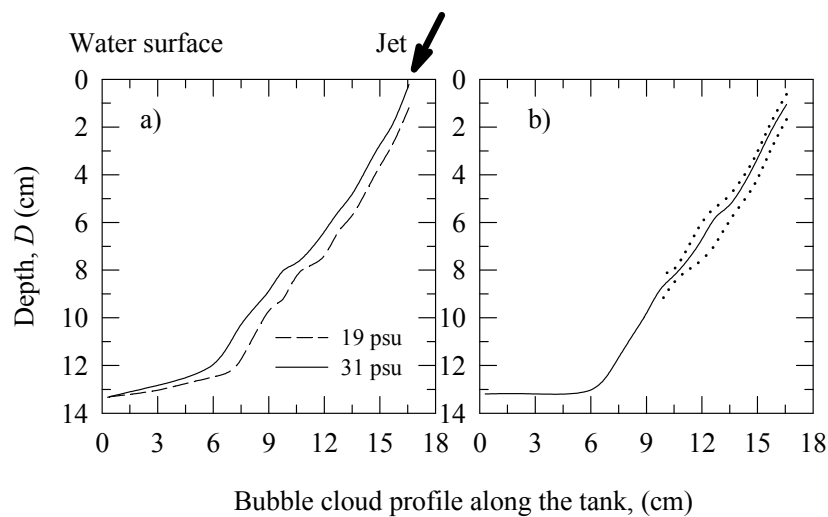 Water surface
Jet
a)
b)
0
2
4
6
8
10
12
14
0
2
4
6
8
10
12
14
Depth, D (cm)
19 psu
31 psu
0 3 6 9 12 15 18
0 3 6 9 12 15 18
Bubble cloud profile along the tank, (cm)